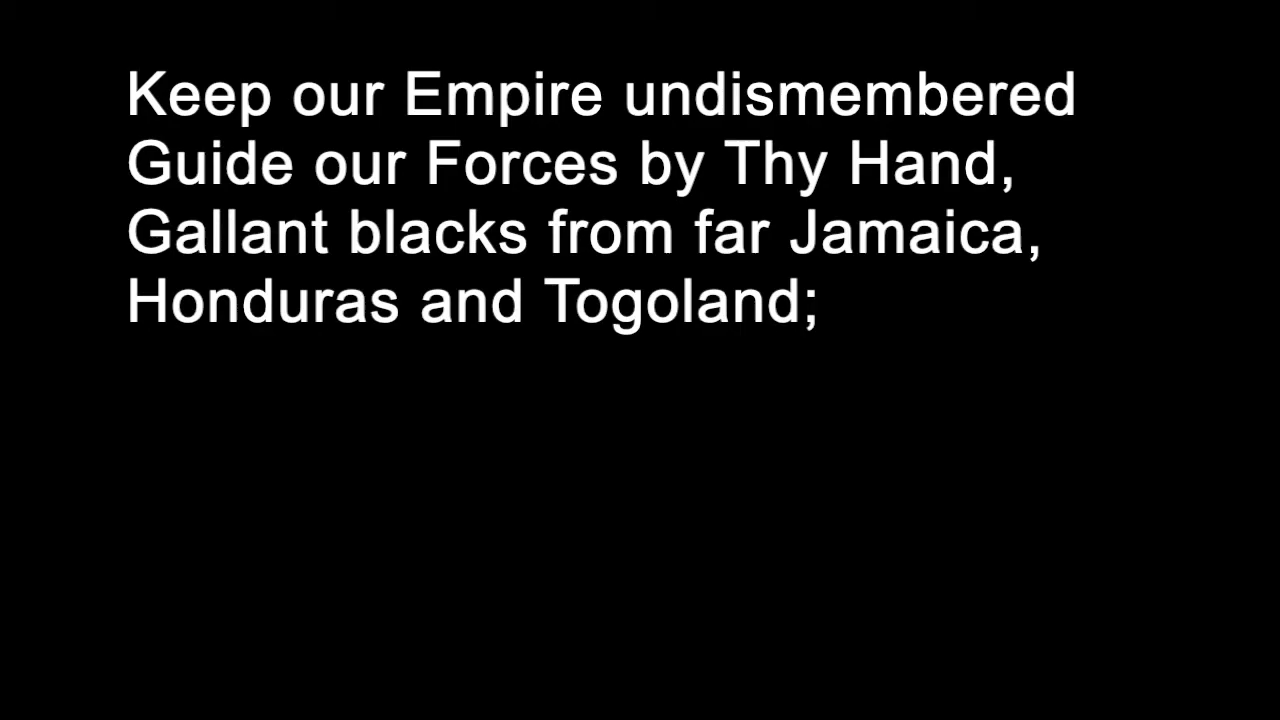 Keep our Empire undismembered
Guide our Forces by Thy Hand,
Gallant blacks from far Jamaica,
Honduras and Togoland;